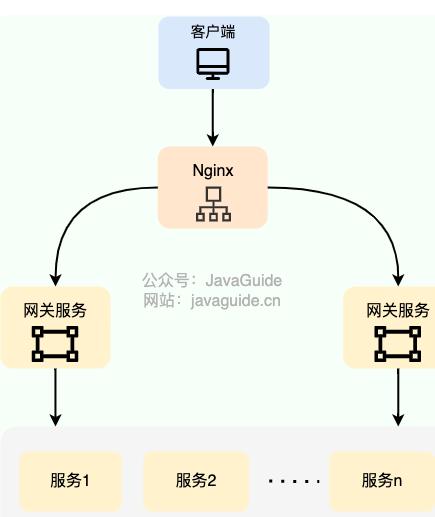 客户端
Nginx
公众号：JavaGuide
网站：javaguide.cn
网关服务
网关服务
服务1
服务2
······
服务n